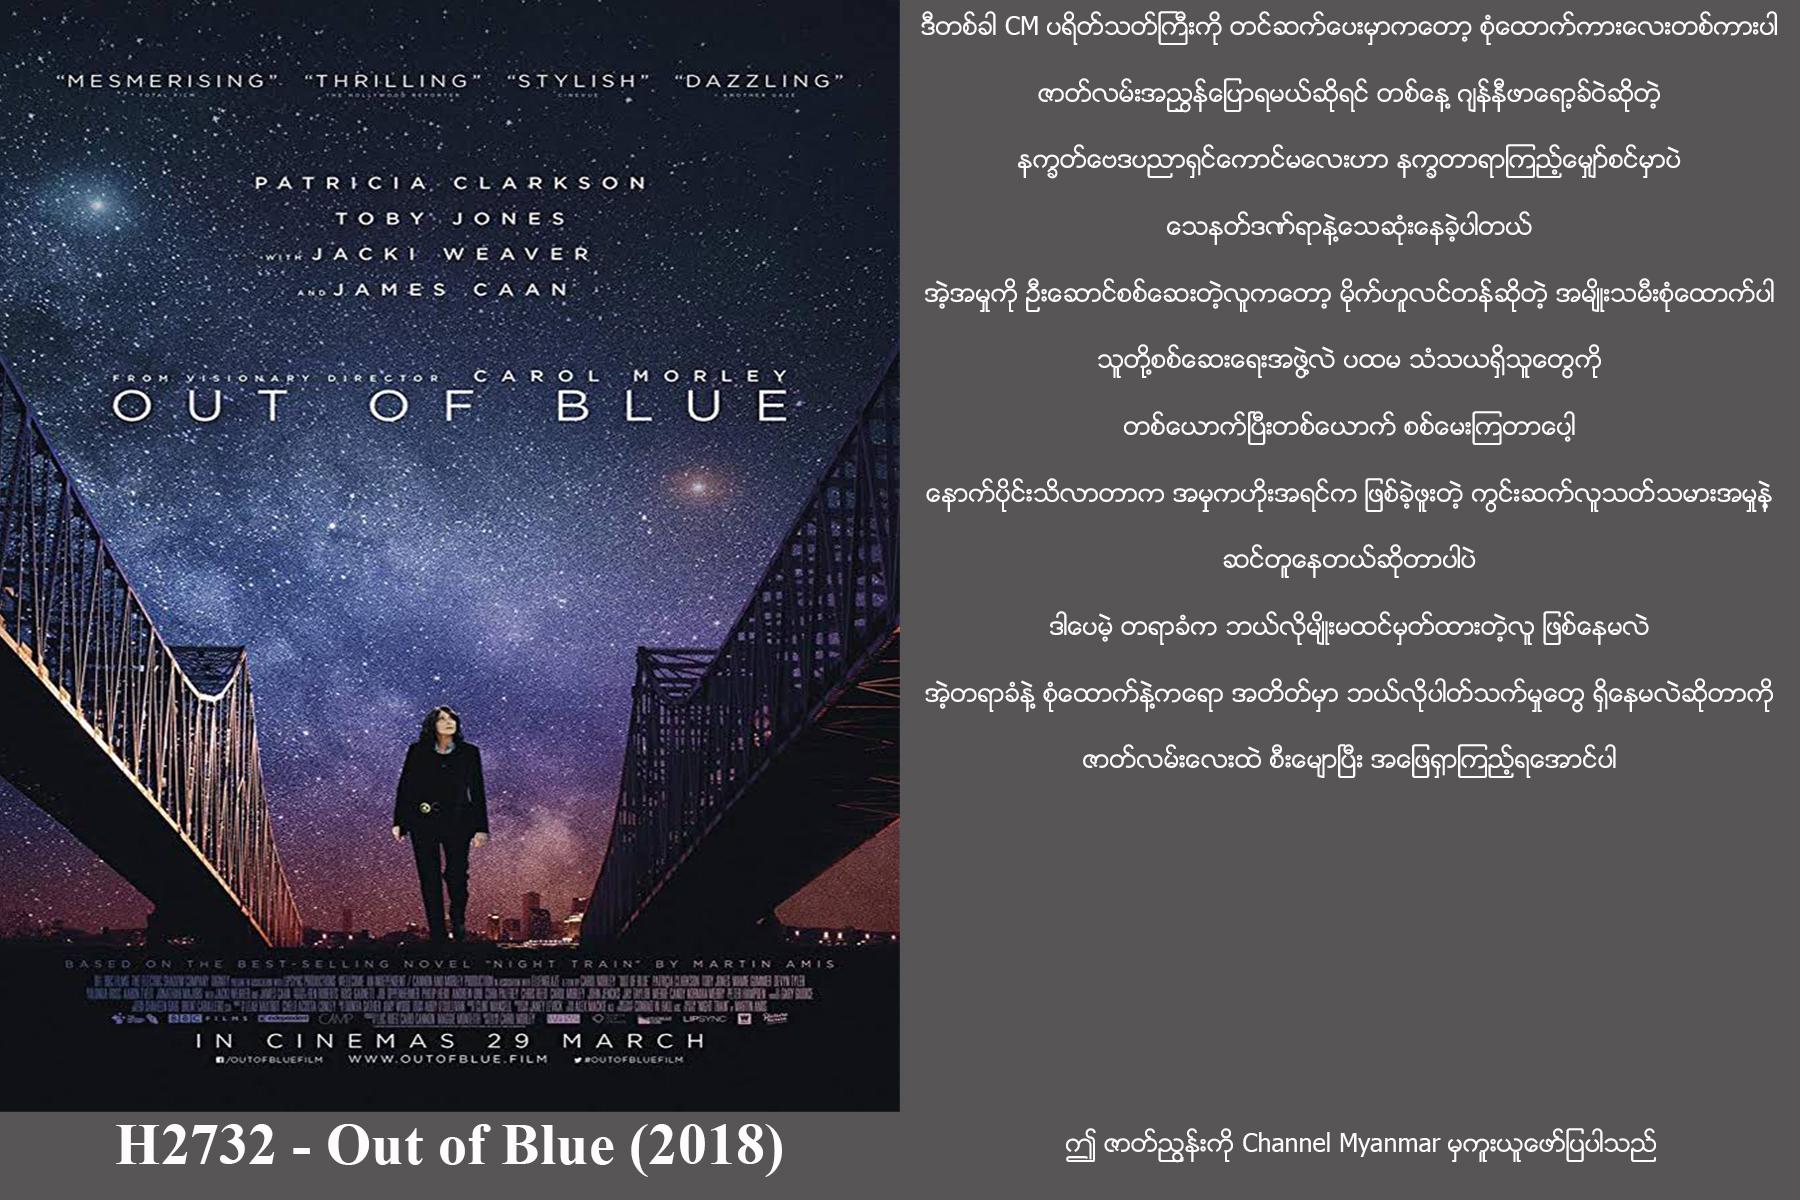 “MESMERISING” “THRILLING” “STYLISH” “DAZZLING”
TOTAL FILM THE HOLLYWOOD REPORTER CINEVUE ANOTHER GAZE
PATRICIA CLARKSON
TOBY JONES
WITH JACKI WEAVER
AND JAMES CAAN
FROM VISIONARY DIRECTOR CAROL MORLEY
OUT OF BLUE
BASED ON THE BEST-SELLING NOVEL "NIGHT TRAIN" BY MARTIN AMIS
BBC FILMS independent CAMP LIPSYNC
IN CINEMAS 29 MARCH
/OUTOFBLUEFILM WWW.OUTOFBLUE.FILM #OUTOFBLUEFILM
H2732 - Out of Blue (2018)
ဒီတစ်ခါ CM ပရိတ်သတ်ကြီးကို တင်ဆက်ပေးမှာကတော့ စုံထောက်ကားလေးတစ်ကားပါ
ဇာတ်လမ်းအညွှန်ပြောရမယ်ဆိုရင် တစ်နေ့ ဂျန်နီဖာရော့ခ်ဝဲဆိုတဲ့
နက္ခတ်ဗေဒပညာရှင်ကောင်မလေးဟာ နက္ခတာရာကြည့်မျှော်စင်မှာပဲ
သေနတ်ဒဏ်ရာနဲ့သေဆုံးနေခဲ့ပါတယ်
အဲ့အမှုကို ဦးဆောင်စစ်ဆေးတဲ့လူကတော့ မိုက်ဟူလင်တန်ဆိုတဲ့ အမျိုးသမီးစုံထောက်ပါ
သူတို့စစ်ဆေးရေးအဖွဲ့လဲ ပထမ သံသယရှိသူတွေကို
တစ်ယောက်ပြီးတစ်ယောက် စစ်မေးကြတာပေါ့
နောက်ပိုင်းသိလာတာက အမှုကဟိုးအရင်က ဖြစ်ခဲ့ဖူးတဲ့ ကွင်းဆက်လူသတ်သမားအမှုနဲ့
ဆင်တူနေတယ်ဆိုတာပါပဲ
ဒါပေမဲ့ တရာခံက ဘယ်လိုမျိုးမထင်မှတ်ထားတဲ့လူ ဖြစ်နေမလဲ
အဲ့တရာခံနဲ့ စုံထောက်နဲ့ကရော အတိတ်မှာ ဘယ်လိုပါတ်သက်မှုတွေ ရှိနေမလဲဆိုတာကို
ဇာတ်လမ်းလေးထဲ စီးမျောပြီး အဖြေရှာကြည့်ရအောင်ပါ
ဤ ဇာတ်ညွှန်းကို Channel Myanmar မှကူးယူဖော်ပြပါသည်